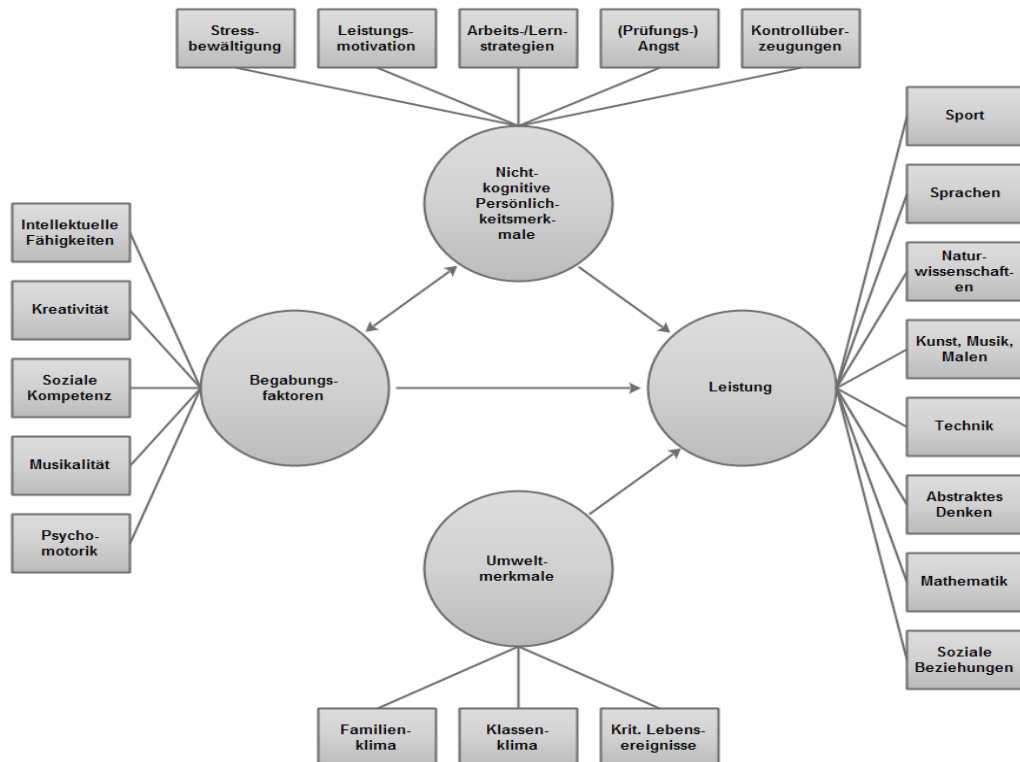 Stress-
bewältigung
Leistungs-
motivation
Arbeits-/Lern-
strategien
(Prüfungs-)
Angst
Kontrollüber-
zeugungen
Nicht-
kognitive
Persönlich-
keitsmerk-
male
Intellektuelle
Fähigkeiten
Kreativität
Soziale
Kompetenz
Musikalität
Psycho-
motorik
Begabungs-
faktoren
Leistung
Umwelt-
merkmale
Sport
Sprachen
Natur-
wissenschaft-
en
Kunst, Musik,
Malen
Technik
Abstraktes
Denken
Mathematik
Soziale
Beziehungen
Familien-
klima
Klassen-
klima
Krit. Lebens-
ereignisse